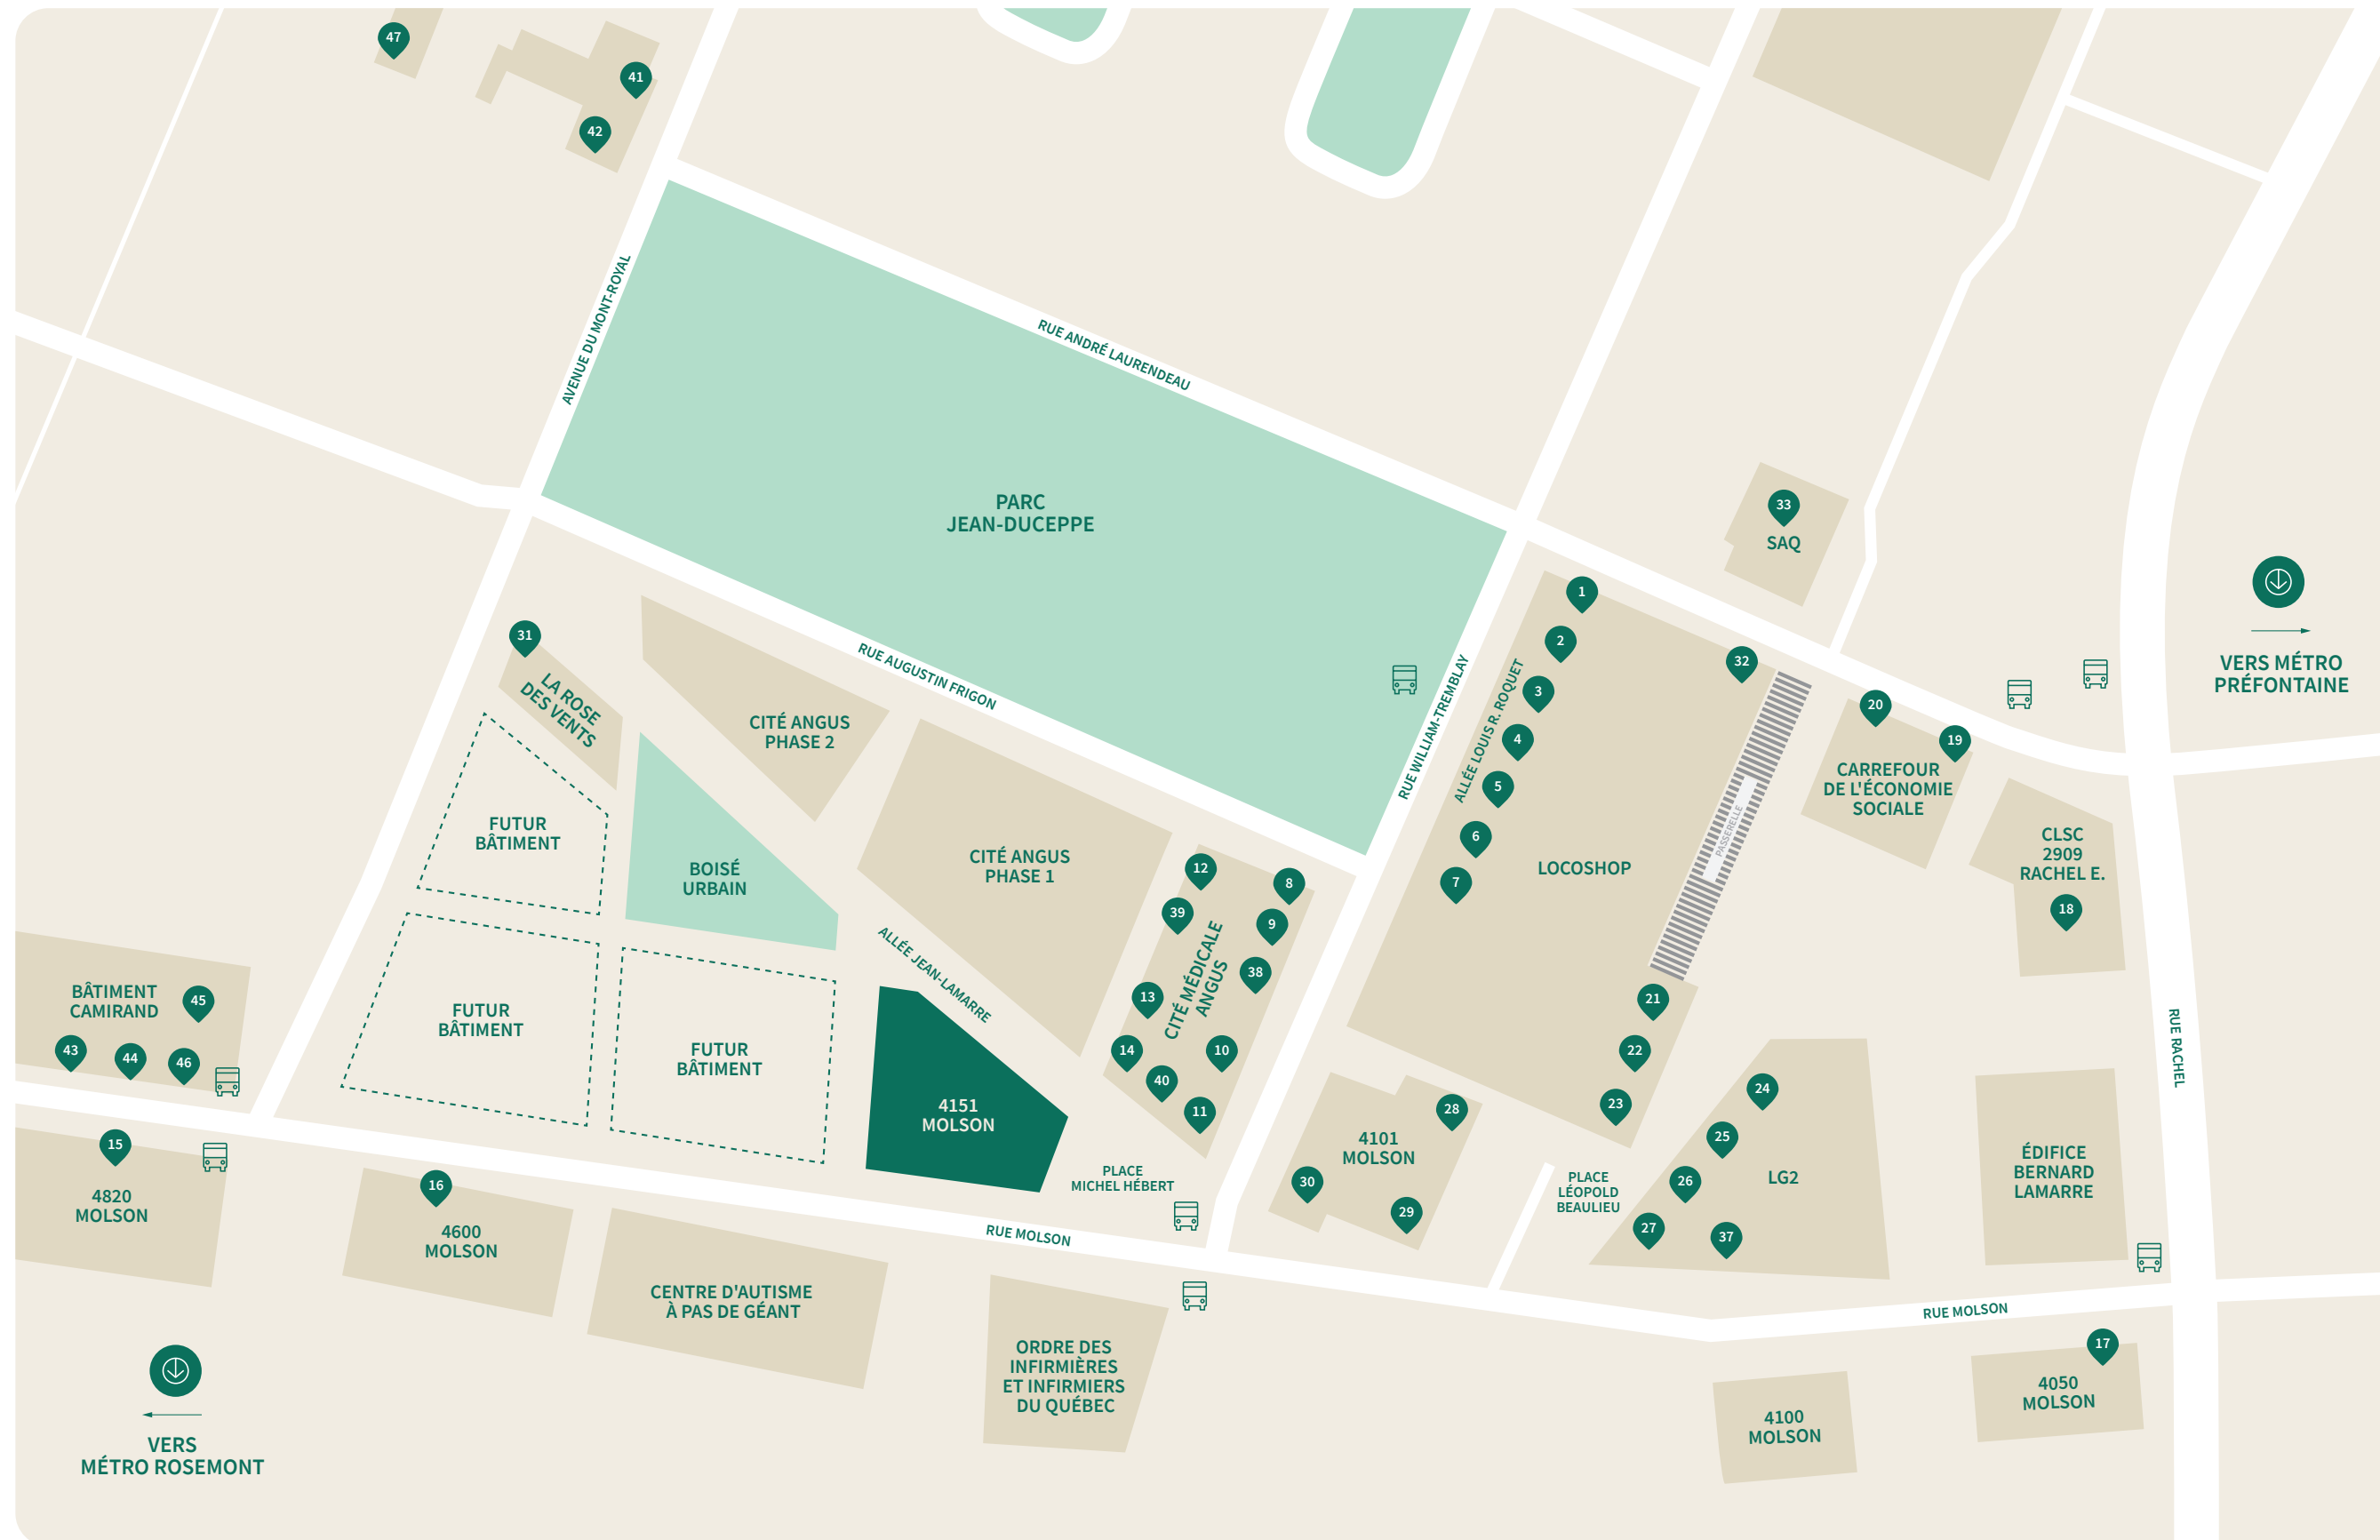 47
41
42
AVENUE DU MONT-ROYAL
RUE ANDRÉ LAURENDEAU
PARC
JEAN-DUCEPPE
33
SAQ
VERS MÉTRO
PRÉFONTAINE
31
LA ROSE
DES VENTS
RUE AUGUSTIN FRIGON
CITÉ ANGUS
PHASE 2
RUE WILLIAM-TREMBLAY
ALLÉE LOUIS R. ROQUET
1
2
3
4
5
6
7
32
LOCOSHOP
PASSERELLE
20
19
CARREFOUR
DE L'ÉCONOMIE
SOCIALE
CLSC
2909
RACHEL E.
18
FUTUR
BÂTIMENT
BOISÉ
URBAIN
CITÉ ANGUS
PHASE 1
12
8
39
9
38
CITÉ MÉDICALE
ANGUS
13
14
10
40
11
ALLÉE JEAN-LAMARRE
BÂTIMENT
CAMIRAND
45
43
44
46
FUTUR
BÂTIMENT
FUTUR
BÂTIMENT
4151
MOLSON
21
22
23
RUE RACHEL
24
25
26
27
37
LG2
28
4101
MOLSON
30
29
PLACE
MICHEL HÉBERT
PLACE
LÉOPOLD
BEAULIEU
ÉDIFICE
BERNARD
LAMARRE
15
4820
MOLSON
16
4600
MOLSON
RUE MOLSON
CENTRE D'AUTISME
À PAS DE GÉANT
ORDRE DES
INFIRMIÈRES
ET INFIRMIERS
DU QUÉBEC
RUE MOLSON
17
4050
MOLSON
4100
MOLSON
VERS
MÉTRO ROSEMONT